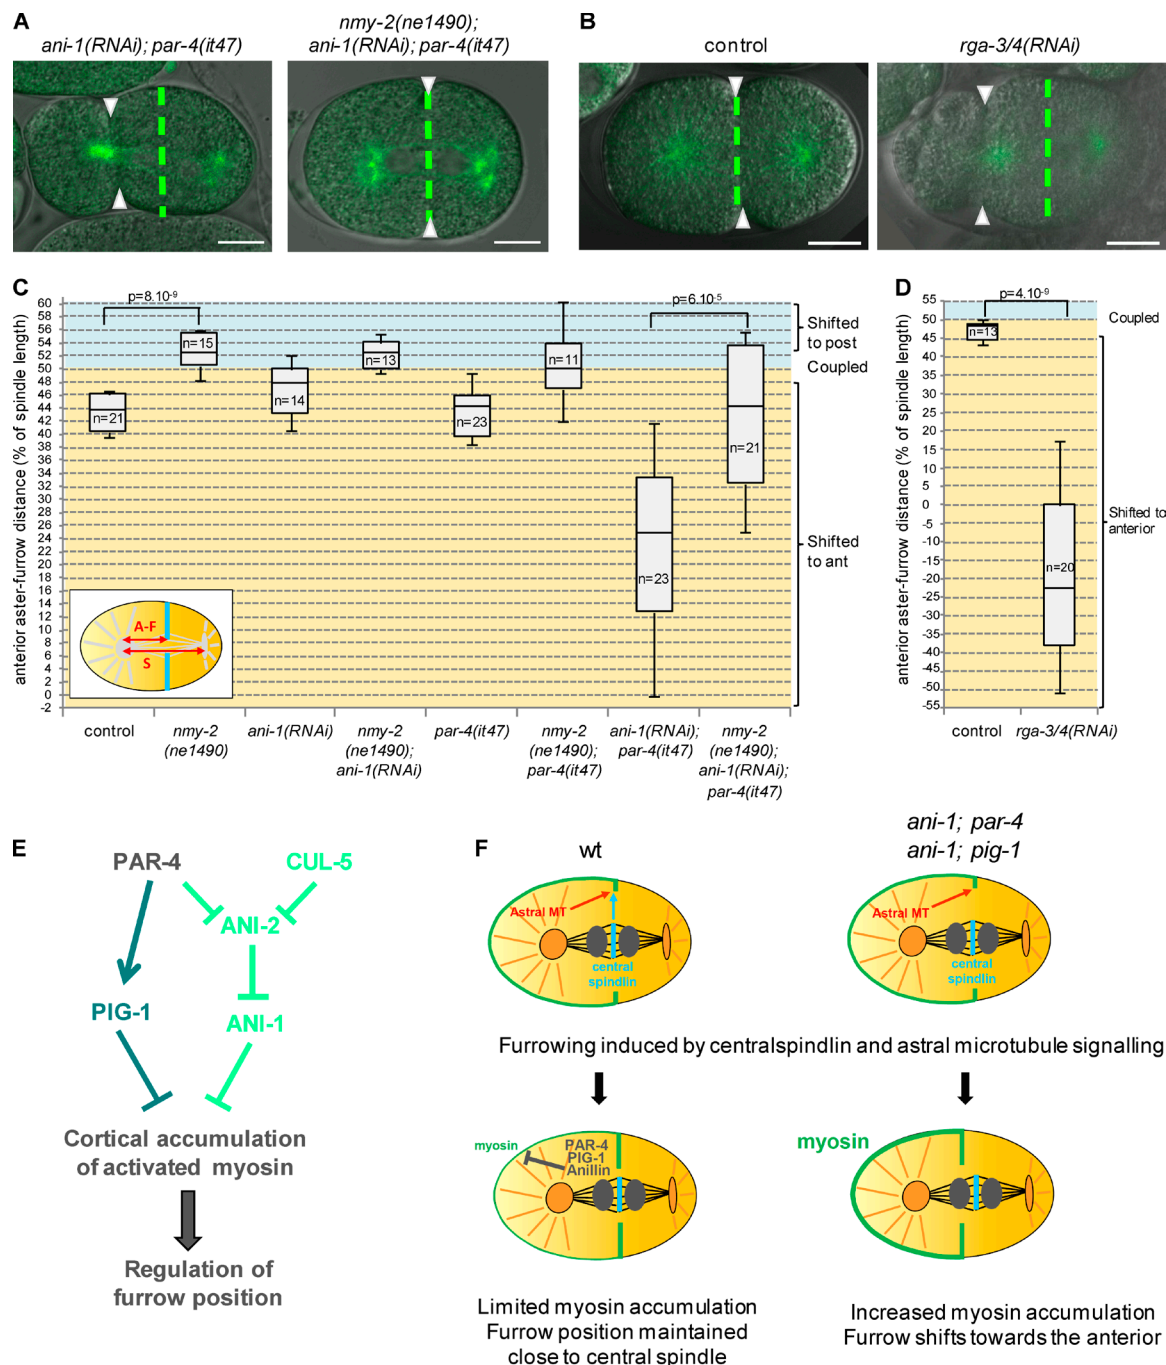 A
ani-1(RNAi); par-4(it47)
nmy-2(ne1490);
ani-1(RNAi); par-4(it47)
B
control
rga-3/4(RNAi)
C
p=8.10-9
p=6.10-5
anterior aster-furrow distance (% of spindle length)
60
58
56
54
52
50
48
46
44
42
40
38
36
34
32
30
28
26
24
22
20
18
16
14
12
10
8
6
4
2
0
-2
n=21
n=15
n=14
n=13
n=23
n=11
n=23
n=21
Shifted
to post
Coupled
Shifted
to ant
A-F
S
control
nmy-2
(ne1490)
ani-1(RNAi)
nmy-2
(ne1490);
ani-1(RNAi)
par-4(it47)
nmy-2
(ne1490);
par-4(it47)
ani-1(RNAi);
par-4(it47)
nmy-2
(ne1490);
ani-1(RNAi);
par-4(it47)
D
p=4.10-9
anterior aster-furrow distance (% of spindle length)
55
50
45
40
35
30
25
20
15
10
5
0
-5
-10
-15
-20
-25
-30
-35
-40
-45
-50
-55
n=13
n=20
Coupled
Shifted to
anterior
control
rga-3/4(RNAi)
E
PAR-4
CUL-5
ANI-2
PIG-1
ANI-1
Cortical accumulation
of activated myosin
Regulation of
furrow position
F
wt
ani-1; par-4
ani-1; pig-1
Astral MT
central
spindlin
Astral MT
central
spindlin
Furrowing induced by centralspindlin and astral microtubule signalling
myosin
PAR-4
PIG-1
Anillin
myosin
Limited myosin accumulation
Furrow position maintained
close to central spindle
Increased myosin accumulation
Furrow shifts towards the anterior